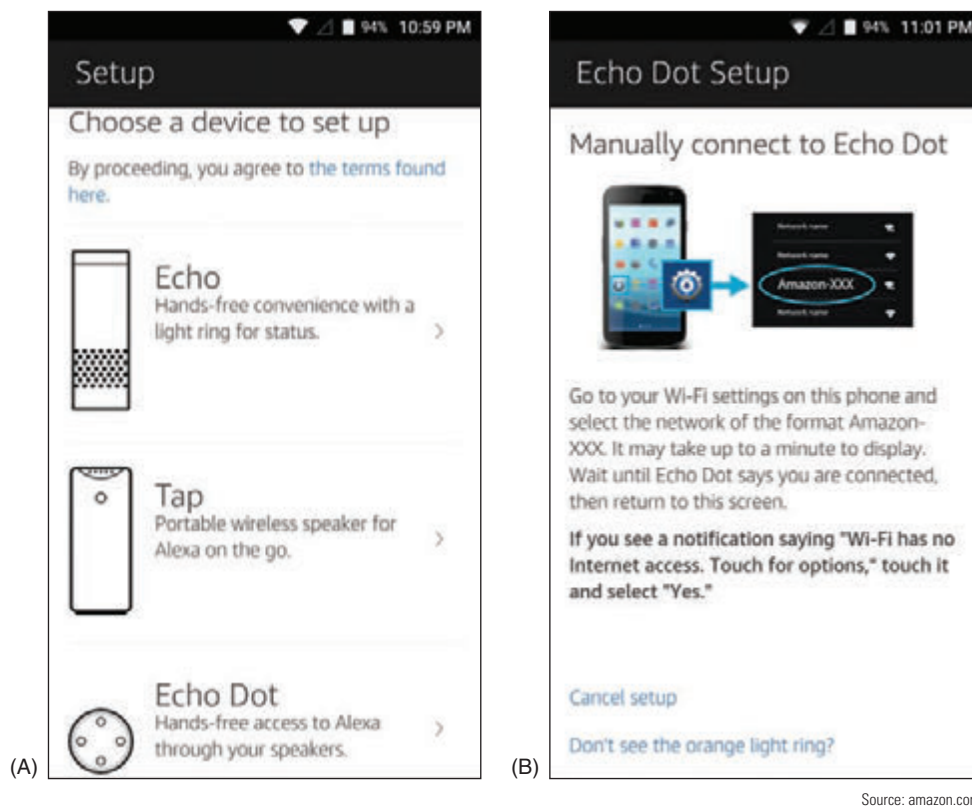 94% 10:59 PM
Setup
Choose a device to set up
By proceeding, you agree to the terms found
here.
Echo
Hands-free convenience with a
light ring for status.
Tap
Portable wireless speaker for
Alexa on the go.
Echo Dot
Hands-free access to Alexa
through your speakers.
(A)
94% 11:01 PM
Echo Dot Setup
Manually connect to Echo Dot
Network name
Network name
Amazon-XXX
Network name
Go to your Wi-Fi settings on this phone and
select the network of the format Amazon-
XXX. It may take up to a minute to display.
Wait until Echo Dot says you are connected,
then return to this screen.
If you see a notification saying "Wi-Fi has no
Internet access. Touch for options," touch it
and select "Yes."
Cancel setup
Don't see the orange light ring?
(B)